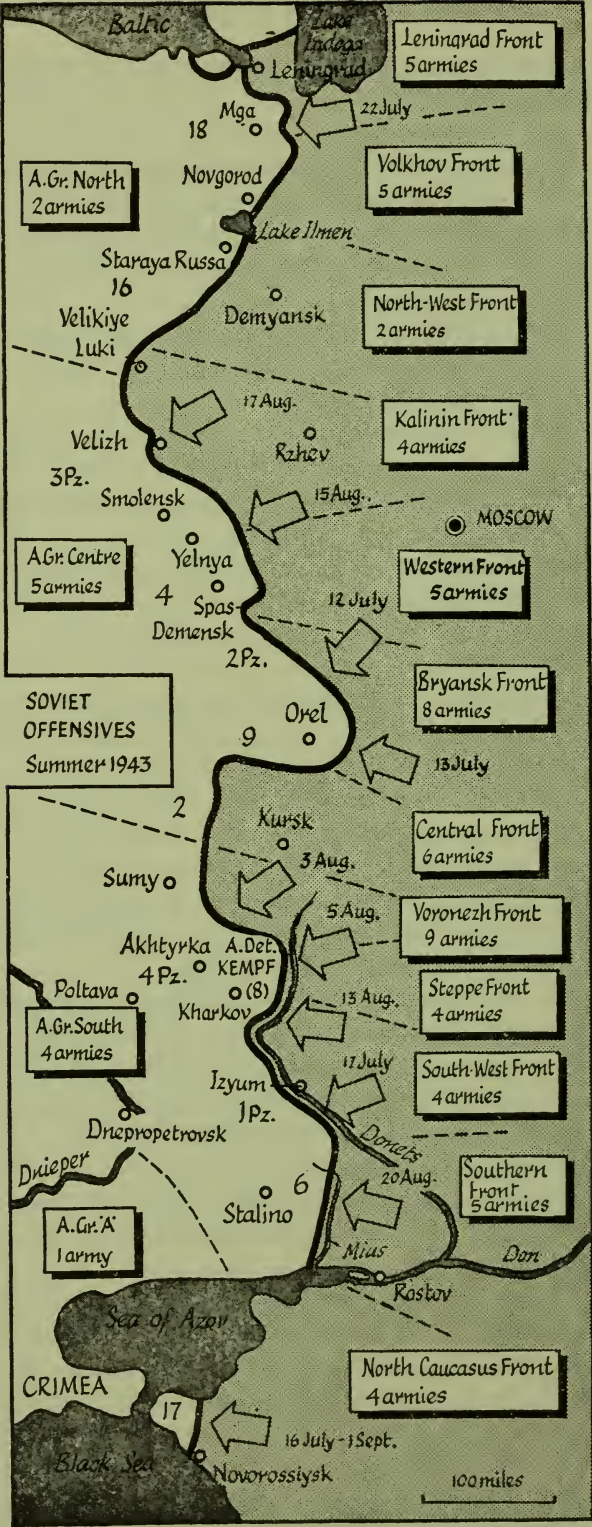 Baltic
Lake
Ladoga
Leningrad
Leningrad Front
5 armies
22 July
Mga
18
Volkhov Front
5 armies
A.Gr. North
2 armies
Novgorod
Lake Ilmen
Staraya Russa
16
Demyansk
North-West Front
2 armies
Velikiye
Luki
17 Aug.
Kalinin Front
4 armies
Velizh
Rzhev
3Pz.
Smolensk
15 Aug.
MOSCOW
A.Gr. Centre
5 armies
Yelnya
4
Spas-
Demensk
Western Front
5 armies
12 July
2Pz.
Bryansk Front
8 armies
SOVIET
OFFENSIVES
Summer 1943
Orel
9
13 July
2
Kursk
Central Front
6 armies
3 Aug.
Sumy
5 Aug.
Voronezh Front
9 armies
Akhtyrka
4Pz.
A.Det.
KEMPF
(8)
Poltava
Kharkov
13 Aug.
Steppe Front
4 armies
A.Gr. South
4 armies
17 July
South-West Front
4 armies
Izyum
1Pz.
Dnepropetrovsk
Donets
Dnieper
20 Aug.
Southern
Front
5 armies
6
Stalino
A.Gr. 'A'
1 army
Mius
Don
Rostov
Sea of Azov
North Caucasus Front
4 armies
CRIMEA
17
16 July-1 Sept.
Black Sea
Novorossiysk
100 miles